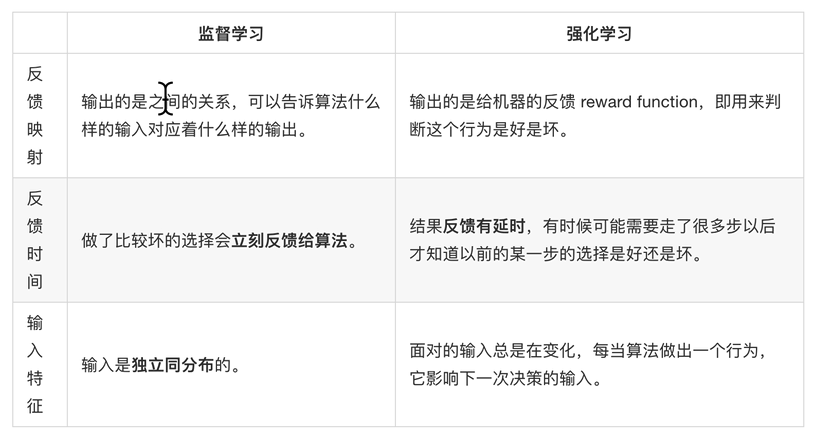 监督学习
强化学习
反
馈
映
射
输出的是之间的关系，可以告诉算法什么
样的输入对应着什么样的输出。
输出的是给机器的反馈 reward function，即用来判
断这个行为是好是坏。
反
馈
时
间
做了比较坏的选择会立刻反馈给算法。
结果反馈有延时，有时候可能需要走了很多步以后
才知道以前的某一步的选择是好还是坏。
输
入
特
征
输入是独立同分布的。
面对的输入总是在变化，每当算法做出一个行为，
它影响下一次决策的输入。